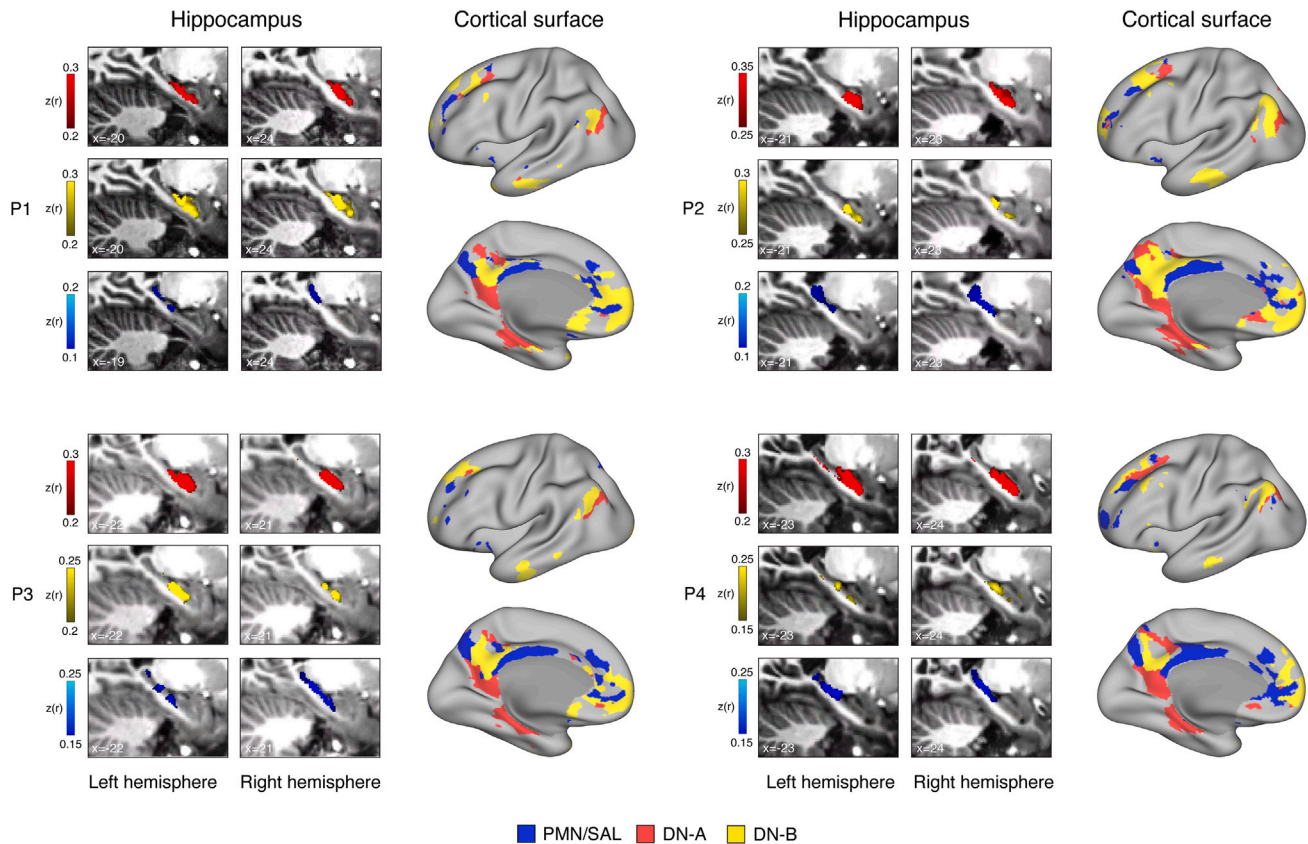 Hippocampus Cortical surface Hippocampus Cortical surface
P1
0.3
z(r)
0.2
x=-20 x=24
0.3
z(r)
0.2
x=-20 x=24
0.2
z(r)
0.1
x=-19 x=24
P2
0.35
z(r)
0.25
x=-21 x=23
0.3
z(r)
0.25
x=-21 x=23
0.2
z(r)
0.1
x=-21 x=23
P3
0.3
z(r)
0.2
x=-22 x=21
0.25
z(r)
0.2
x=-22 x=21
0.25
z(r)
0.15
x=-22 x=21
Left hemisphere Right hemisphere
P4
0.3
z(r)
0.2
x=-23 x=24
0.25
z(r)
0.15
x=-23 x=24
0.25
z(r)
0.15
x=-23 x=24
Left hemisphere Right hemisphere
PMN/SAL DN-A DN-B